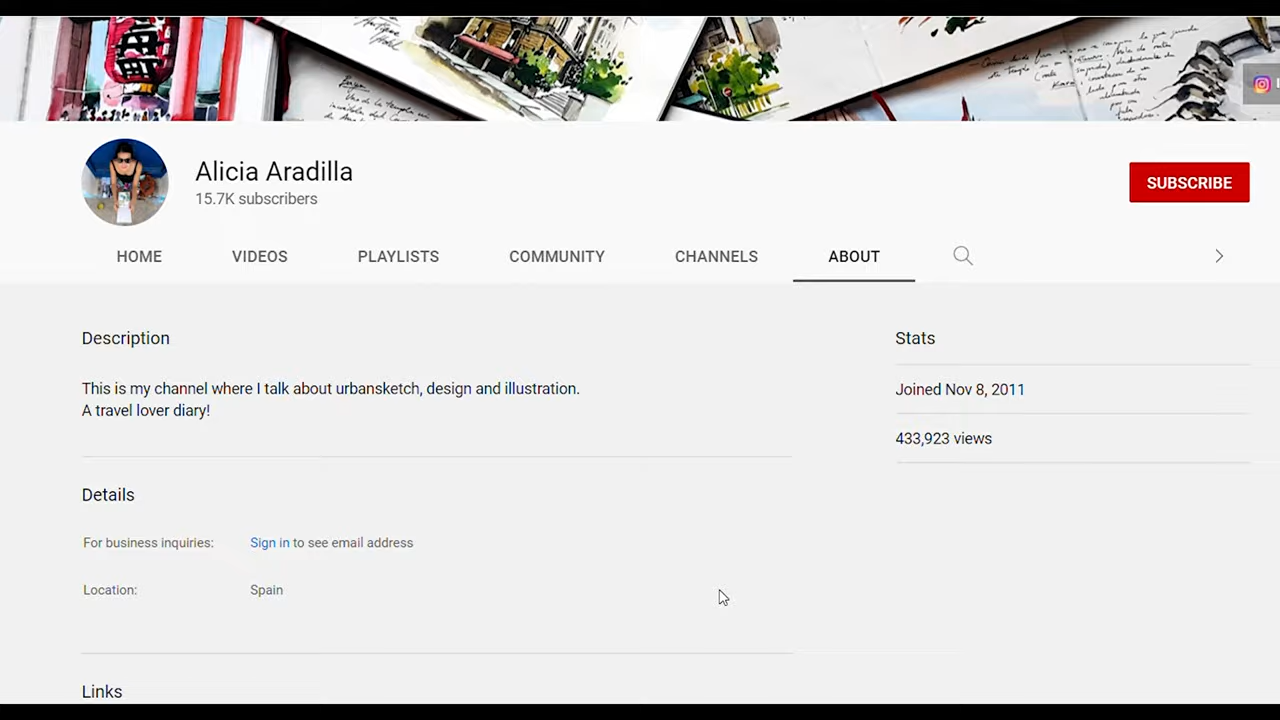 Alicia Aradilla
15.7K subscribers
SUBSCRIBE
HOME VIDEOS PLAYLISTS COMMUNITY CHANNELS ABOUT
Description
This is my channel where I talk about urbansketch, design and illustration.
A travel lover diary!
Details
For business inquiries: Sign in to see email address
Location: Spain
Links
Stats
Joined Nov 8, 2011
433,923 views